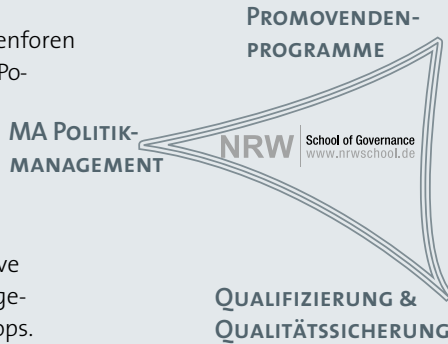 enforen
Po-
ve
ge-
ops.
PROMOVENDEN-
PROGRAMME
MA POLITIK-
MANAGEMENT
NRW School of Governance
www.nrwschool.de
QUALIFIZIERUNG &
QUALITÄTSSICHERUNG